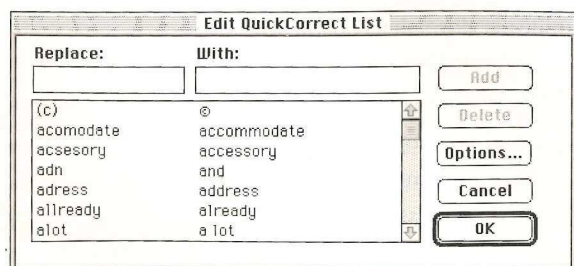 Edit QuickCorrect List
Replace: With:
Add
(c) ©
Delete
acomodate accommodate
acsesory accessory
Options...
adn and
adress address
Cancel
allready already
alot a lot
OK